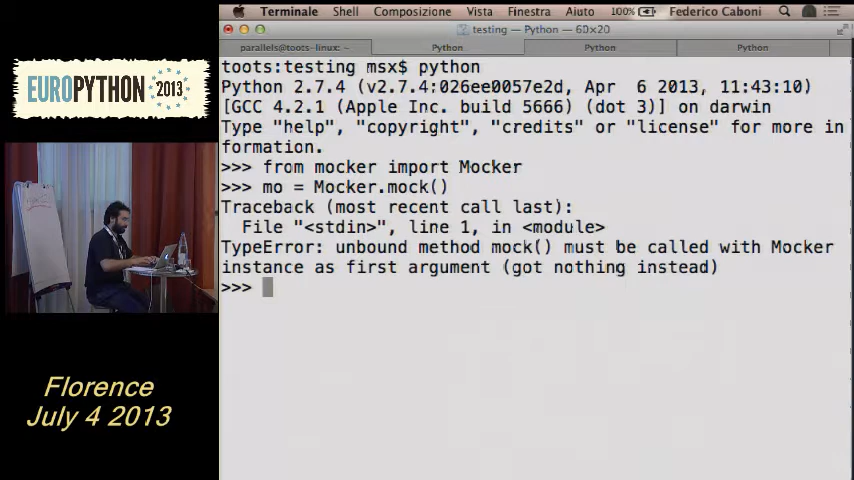 Terminale Shell Composizione Vista Finestra Aiuto 100% Federico Caboni
testing — Python — 60×20
parallels@toots-linux: ~ Python Python Python
toots:testing msx$ python
Python 2.7.4 (v2.7.4:026ee0057e2d, Apr  6 2013, 11:43:10)
[GCC 4.2.1 (Apple Inc. build 5666) (dot 3)] on darwin
Type "help", "copyright", "credits" or "license" for more in
formation.
>>> from mocker import Mocker
>>> mo = Mocker.mock()
Traceback (most recent call last):
  File "<stdin>", line 1, in <module>
TypeError: unbound method mock() must be called with Mocker
instance as first argument (got nothing instead)
>>>
EUROPYTHON 2013
Florence
July 4 2013